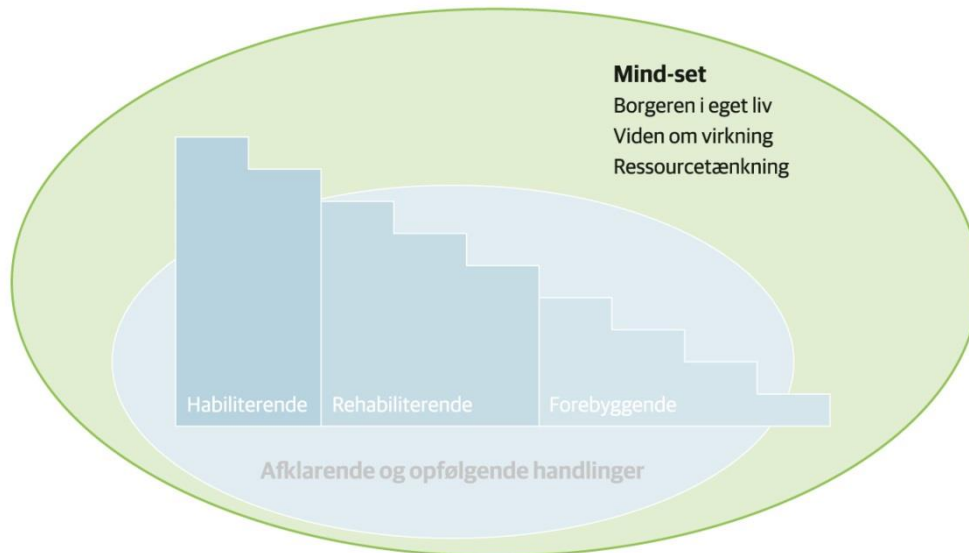 Mind-set
Borgeren i eget liv
Viden om virkning
Ressourcetænkning
Habiliterende
Rehabiliterende
Forebyggende
Afklarende og opfølgende handlinger